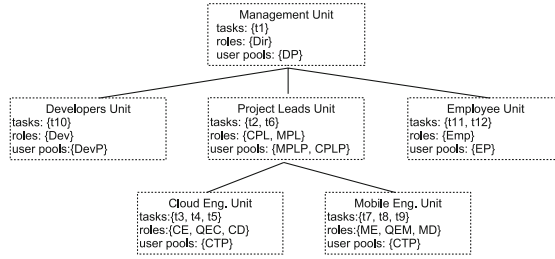 Management Unit
tasks: {t1}
roles: {Dir}
user pools: {DP}
Developers Unit
tasks: {t10}
roles: {Dev}
user pools:{DevP}
Project Leads Unit
tasks: {t2, t6}
roles: {CPL, MPL}
user pools: {MPLP, CPLP}
Employee Unit
tasks: {t11, t12}
roles: {Emp}
user pools: {EP}
Cloud Eng. Unit
tasks:{t3, t4, t5}
roles:{CE, QEC, CD}
user pools: {CTP}
Mobile Eng. Unit
tasks:{t7, t8, t9}
roles:{ME, QEM, MD}
user pools: {CTP}